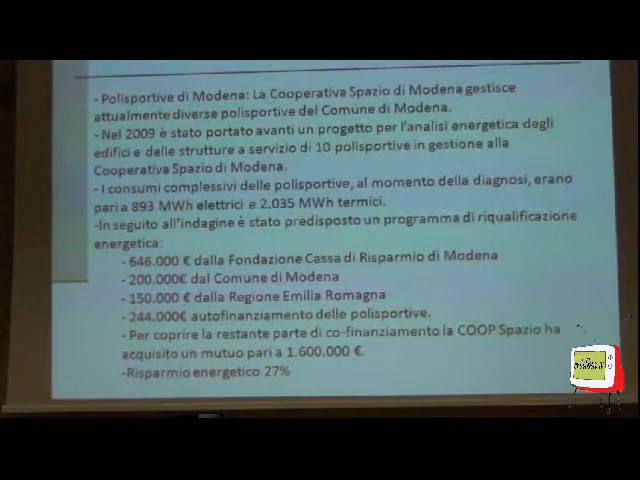 - Polisportive di Modena: La Cooperativa Spazio di Modena gestisce
attualmente diverse polisportive del Comune di Modena.
- Nel 2009 è stato portato avanti un progetto per l'analisi energetica degli
edifici e delle strutture a servizio di 10 polisportive in gestione alla
Cooperativa Spazio di Modena.
- I consumi complessivi delle polisportive, al momento della diagnosi, erano
pari a 893 MWh elettrici e 2.035 MWh termici.
-In seguito all'indagine è stato predisposto un programma di riqualificazione
energetica:
- 646.000 € dalla Fondazione Cassa di Risparmio di Modena
- 200.000€ dal Comune di Modena
- 150.000 € dalla Regione Emilia Romagna
- 244.000€ autofinanziamento delle polisportive.
- Per coprire la restante parte di co-finanziamento la COOP Spazio ha
acquisito un mutuo pari a 1.600.000 €.
-Risparmio energetico 27%